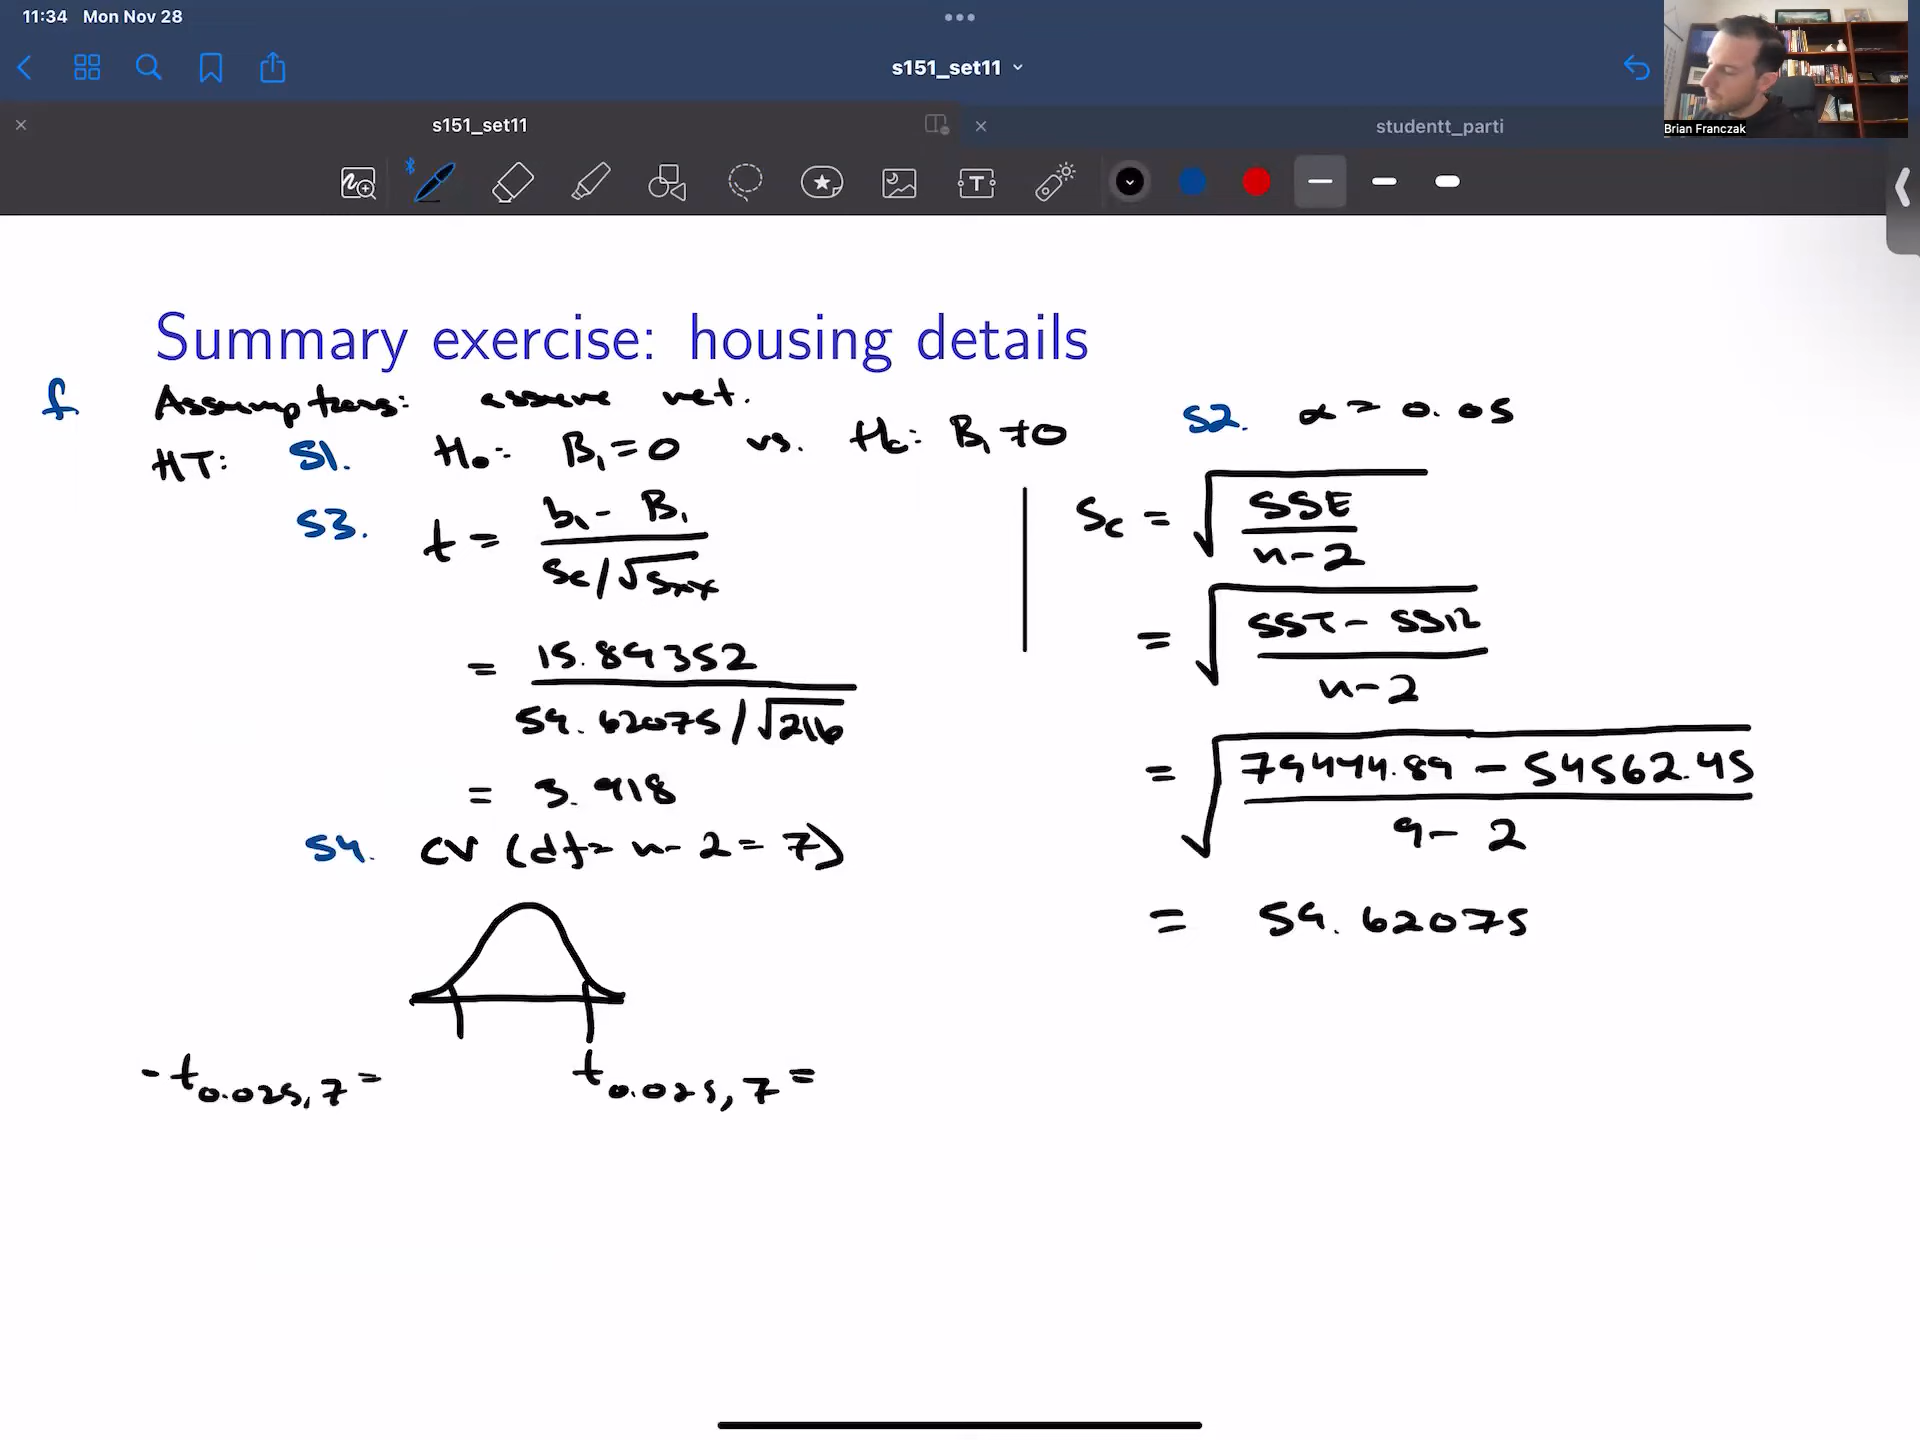 11:34 Mon Nov 28
s151_set11
Brian Franczak
s151_set11
studentt_parti
Summary exercise: housing details
f
Assumptions: assume met.
HT: S1. H₀: B₁ = 0 vs. Hₐ: B₁ ≠ 0
S2. α = 0.05
S3. t = (b₁ - B₁) / (Sₑ/√Sxx)
= 15.89352 / (59.62075/√216)
= 3.918
Sₑ = √(SSE / (n-2))
= √((SST - SSR) / (n-2))
= √((79444.89 - 54562.45) / (9-2))
= 59.62075
S4. CV (df = n-2 = 7)
-t₀.₀₂₅,₇ =
t₀.₀₂₅,₇ =